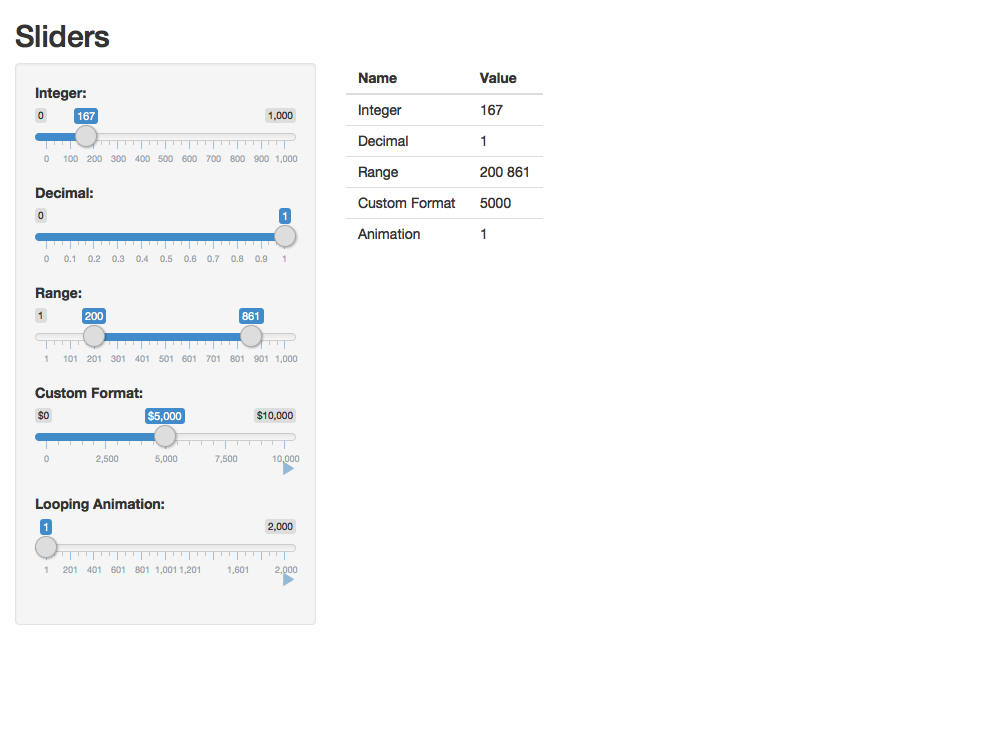 Sliders
Integer:
0 167 1,000
0 100 200 300 400 500 600 700 800 900 1,000
Decimal:
0 1
0 0.1 0.2 0.3 0.4 0.5 0.6 0.7 0.8 0.9 1
Range:
1 200 861
1 101 201 301 401 501 601 701 801 901 1,000
Custom Format:
$0 $5,000 $10,000
0 2,500 5,000 7,500 10,000
Looping Animation:
1 2,000
1 201 401 601 801 1,001 1,201 1,601 2,000
Name Value
Integer 167
Decimal 1
Range 200 861
Custom Format 5000
Animation 1